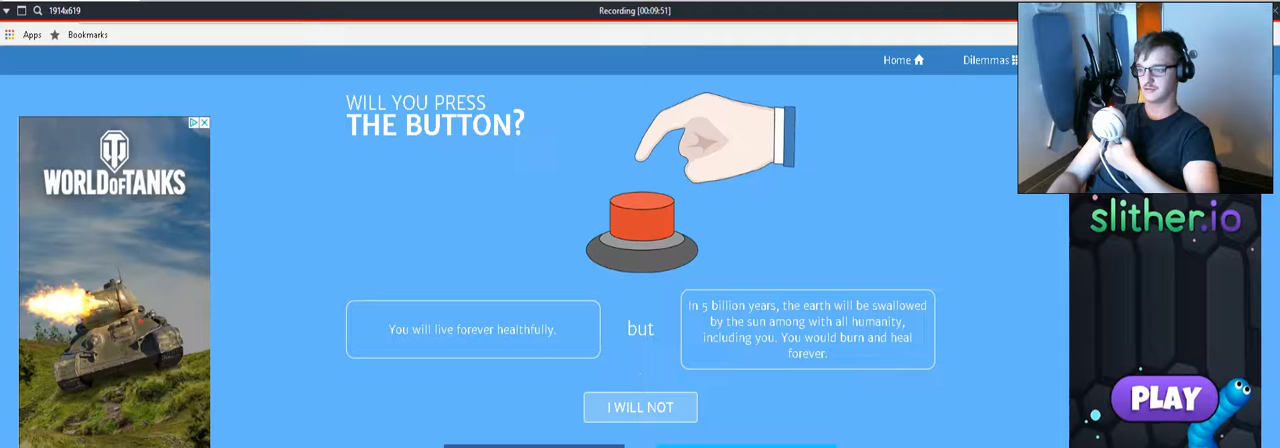 1914x619
Recording [00:09:51]
Apps
Bookmarks
Home
Dilemmas
WILL YOU PRESS
THE BUTTON?
WORLD OF TANKS
slither.io
You will live forever healthfully.
but
In 5 billion years, the earth will be swallowed
by the sun among with all humanity,
including you. You would burn and heal
forever.
I WILL NOT
PLAY